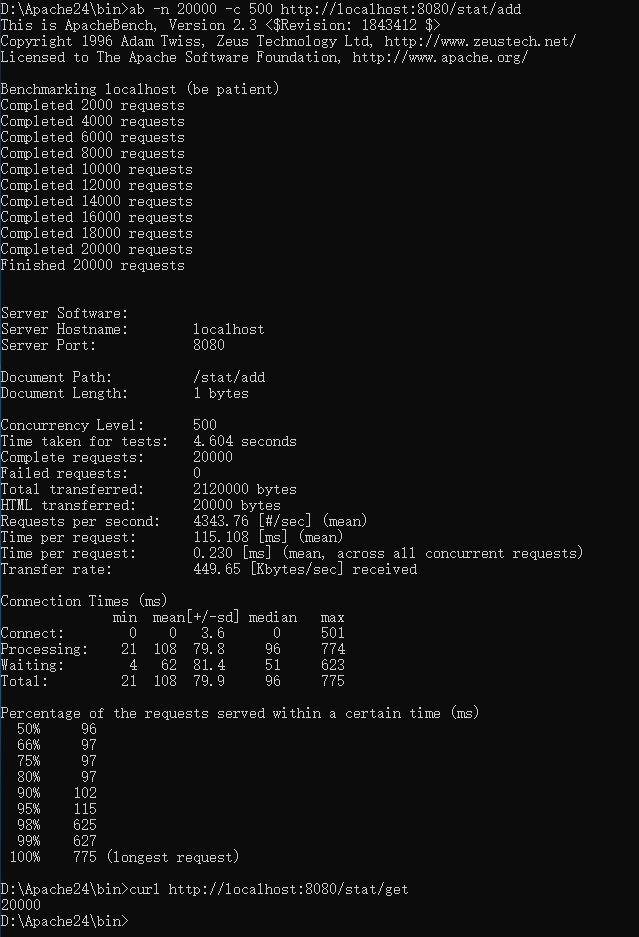 D:\Apache24\bin>ab -n 20000 -c 500 http://localhost:8080/stat/add
This is ApacheBench, Version 2.3 <$Revision: 1843412 $>
Copyright 1996 Adam Twiss, Zeus Technology Ltd, http://www.zeustech.net/
Licensed to The Apache Software Foundation, http://www.apache.org/

Benchmarking localhost (be patient)
Completed 2000 requests
Completed 4000 requests
Completed 6000 requests
Completed 8000 requests
Completed 10000 requests
Completed 12000 requests
Completed 14000 requests
Completed 16000 requests
Completed 18000 requests
Completed 20000 requests
Finished 20000 requests


Server Software:
Server Hostname:        localhost
Server Port:            8080

Document Path:          /stat/add
Document Length:        1 bytes

Concurrency Level:      500
Time taken for tests:   4.604 seconds
Complete requests:      20000
Failed requests:        0
Total transferred:      2120000 bytes
HTML transferred:       20000 bytes
Requests per second:    4343.76 [#/sec] (mean)
Time per request:       115.108 [ms] (mean)
Time per request:       0.230 [ms] (mean, across all concurrent requests)
Transfer rate:          449.65 [Kbytes/sec] received

Connection Times (ms)
              min  mean[+/-sd] median   max
Connect:        0    0   3.6      0     501
Processing:    21  108  79.8     96     774
Waiting:        4   62  81.4     51     623
Total:         21  108  79.9     96     775

Percentage of the requests served within a certain time (ms)
  50%     96
  66%     97
  75%     97
  80%     97
  90%    102
  95%    115
  98%    625
  99%    627
 100%    775 (longest request)

D:\Apache24\bin>curl http://localhost:8080/stat/get
20000
D:\Apache24\bin>